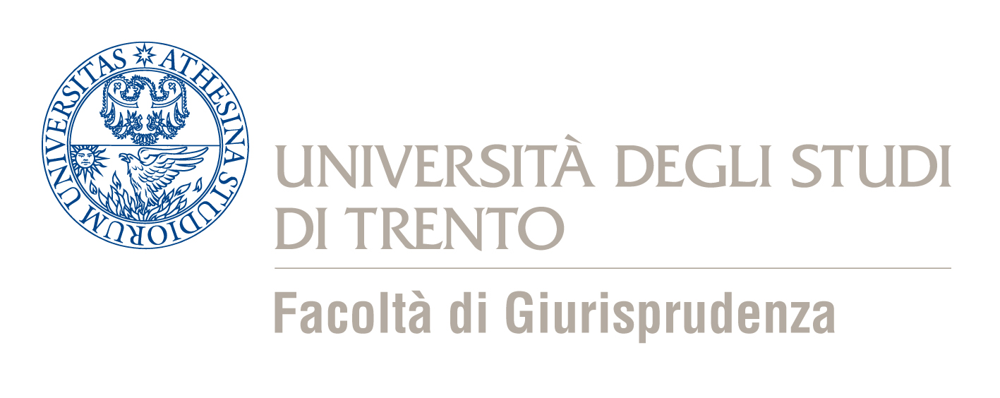 UNIVERSITAS ATHESINA STUDIORUM
UNIVERSITÀ DEGLI STUDI
DI TRENTO
Facoltà di Giurisprudenza